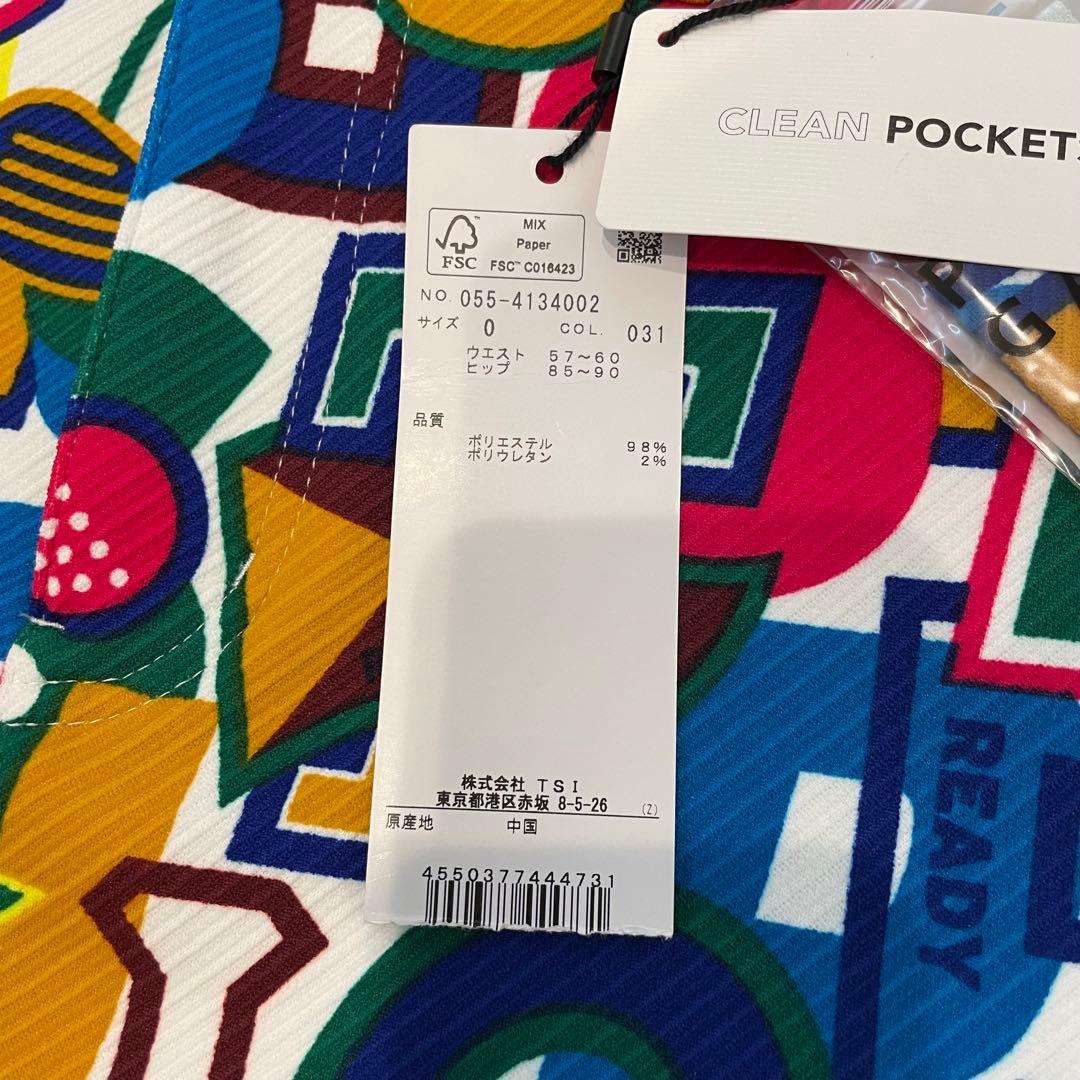 CLEAN POCKETS
MIX
Paper
FSC™ C016423
FSC
NO. 055-4134002
サイズ 0 COL. 031
ウエスト 57～60
ヒップ 85～90
品質
ポリエステル 98%
ポリウレタン 2%
株式会社 TSI
東京都港区赤坂 8-5-26 (Z)
原産地 中国
4550377444731
PG
READY